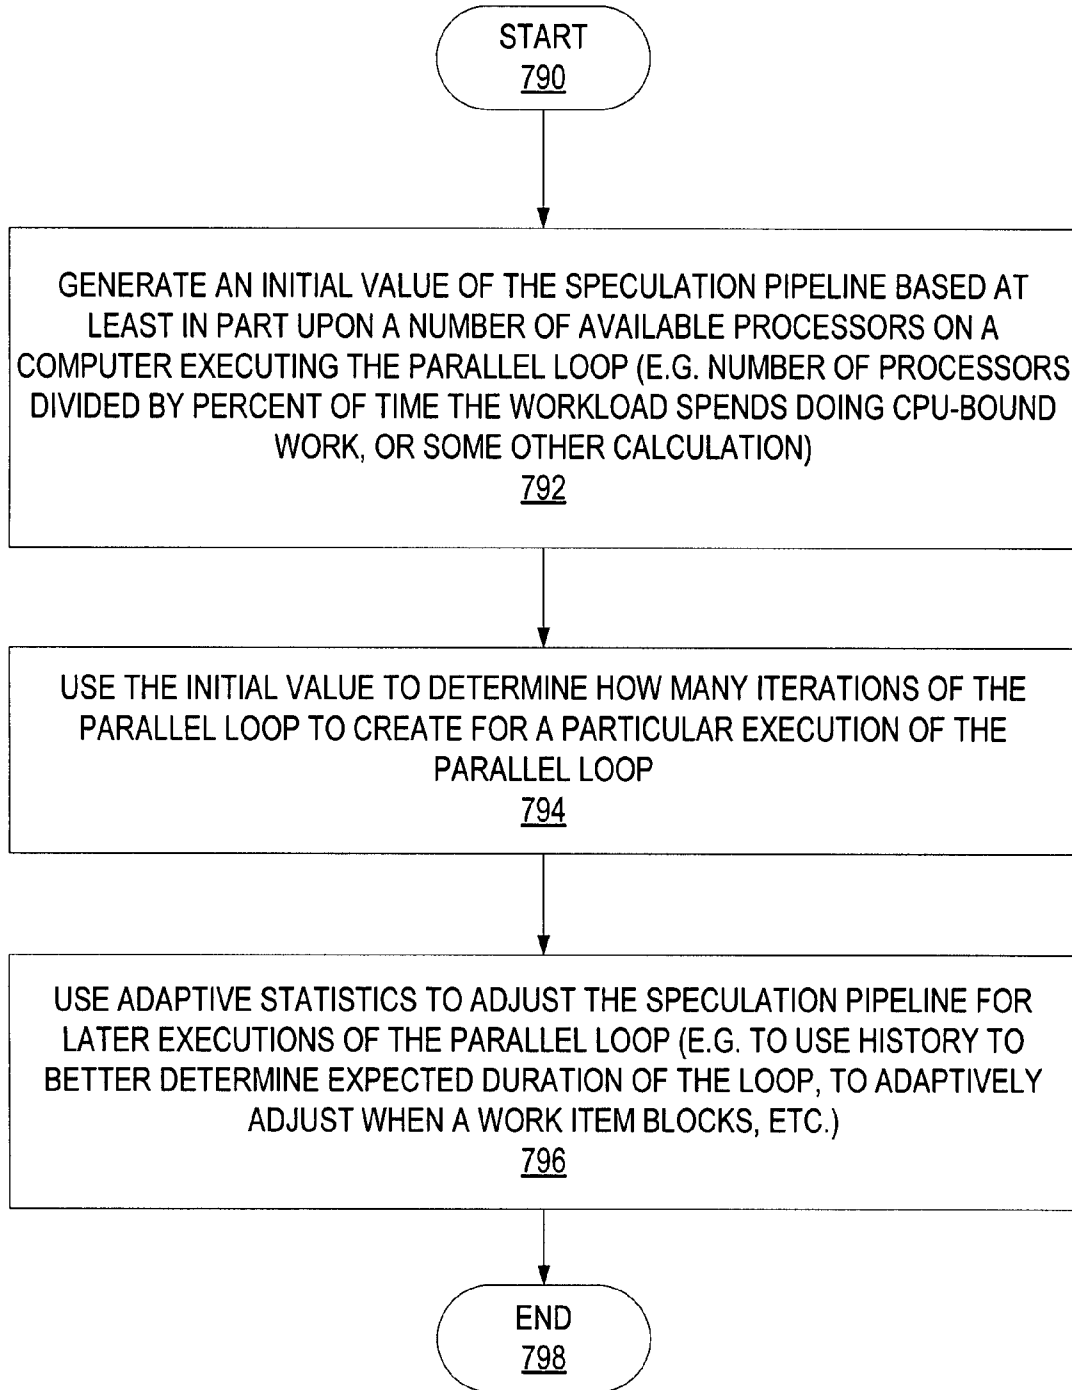 START
790
GENERATE AN INITIAL VALUE OF THE SPECULATION PIPELINE BASED AT
LEAST IN PART UPON A NUMBER OF AVAILABLE PROCESSORS ON A
COMPUTER EXECUTING THE PARALLEL LOOP (E.G. NUMBER OF PROCESSORS
DIVIDED BY PERCENT OF TIME THE WORKLOAD SPENDS DOING CPU-BOUND
WORK, OR SOME OTHER CALCULATION)
792
USE THE INITIAL VALUE TO DETERMINE HOW MANY ITERATIONS OF THE
PARALLEL LOOP TO CREATE FOR A PARTICULAR EXECUTION OF THE
PARALLEL LOOP
794
USE ADAPTIVE STATISTICS TO ADJUST THE SPECULATION PIPELINE FOR
LATER EXECUTIONS OF THE PARALLEL LOOP (E.G. TO USE HISTORY TO
BETTER DETERMINE EXPECTED DURATION OF THE LOOP, TO ADAPTIVELY
ADJUST WHEN A WORK ITEM BLOCKS, ETC.)
796
END
798